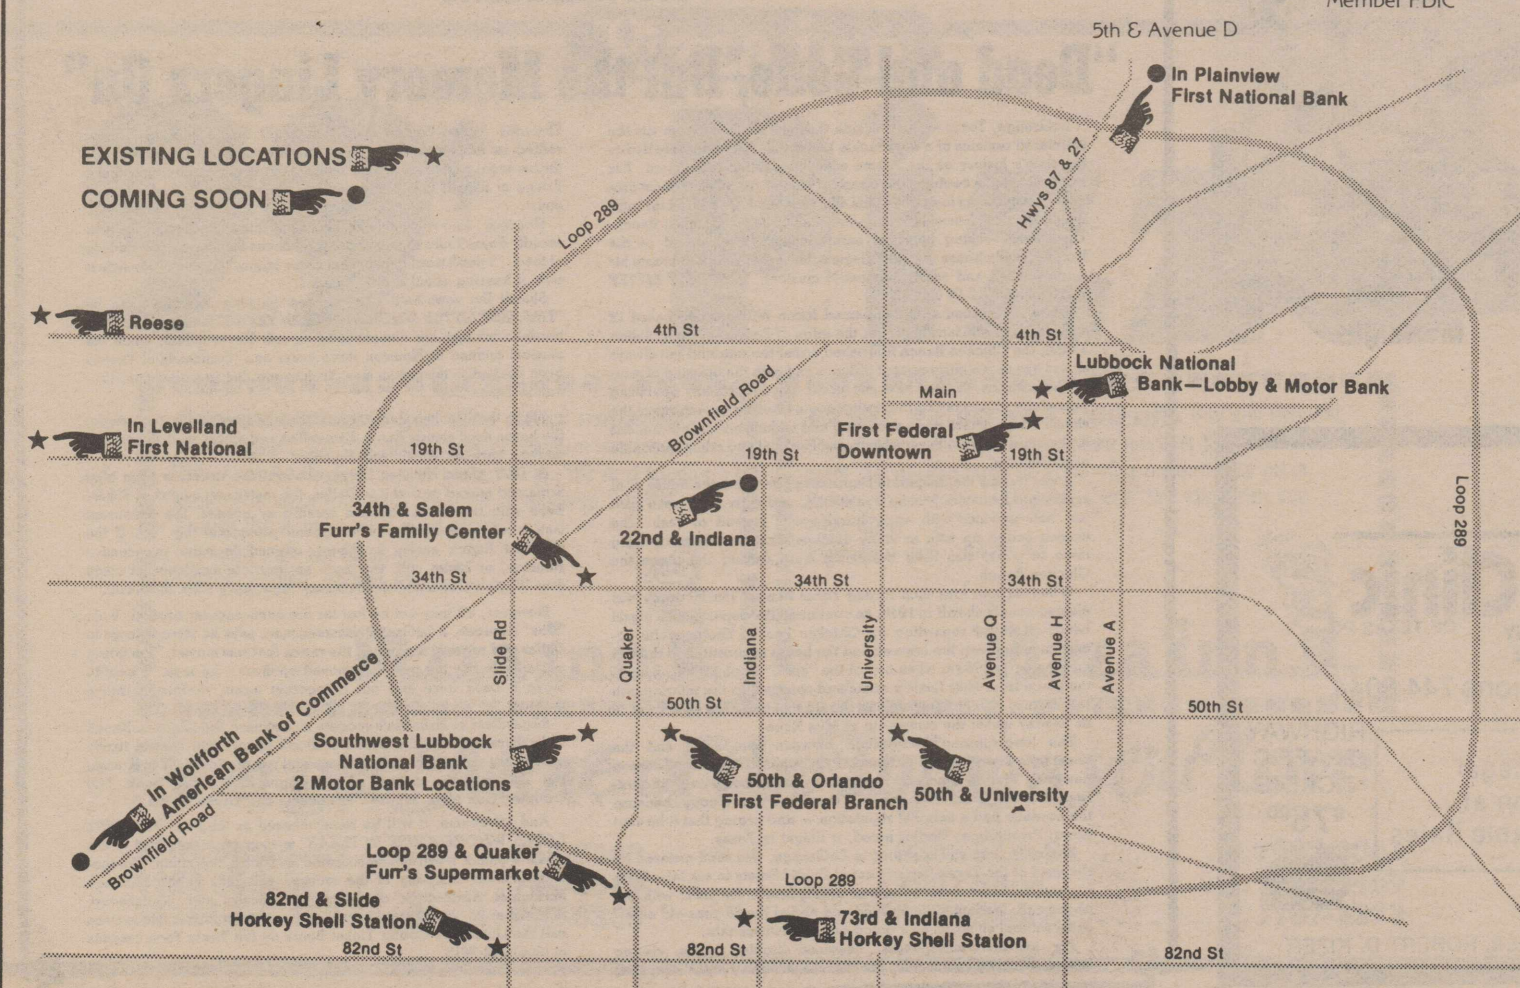 Member FDIC
5th & Avenue D
In Plainview
First National Bank
EXISTING LOCATIONS
COMING SOON
Hwys 87 & 27
Loop 289
Reese
4th St
4th St
Lubbock National
Bank—Lobby & Motor Bank
Main
Brownfield Road
In Levelland
First National
First Federal
Downtown
19th St
19th St
19th St
Loop 289
34th & Salem
Furr's Family Center
22nd & Indiana
34th St
34th St
34th St
Slide Rd
Quaker
Indiana
University
Avenue Q
Avenue H
Avenue A
50th St
50th St
In Wolfforth
American Bank of Commerce
Brownfield Road
Southwest Lubbock
National Bank
2 Motor Bank Locations
50th & Orlando
First Federal Branch
50th & University
Loop 289 & Quaker
Furr's Supermarket
Loop 289
82nd & Slide
Horkey Shell Station
73rd & Indiana
Horkey Shell Station
82nd St
82nd St
82nd St